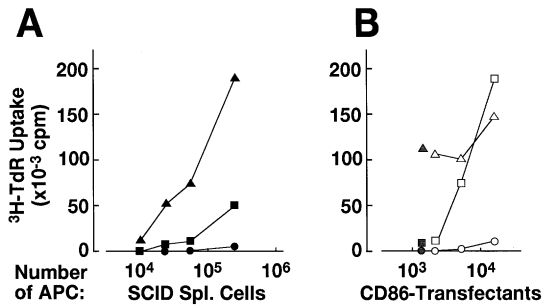 A
B
³H-TdR Uptake
(x10⁻³ cpm)
200
150
100
50
0
200
150
100
50
0
10⁴ 10⁵ 10⁶
10³ 10⁴
Number
of APC:
SCID Spl. Cells
CD86-Transfectants